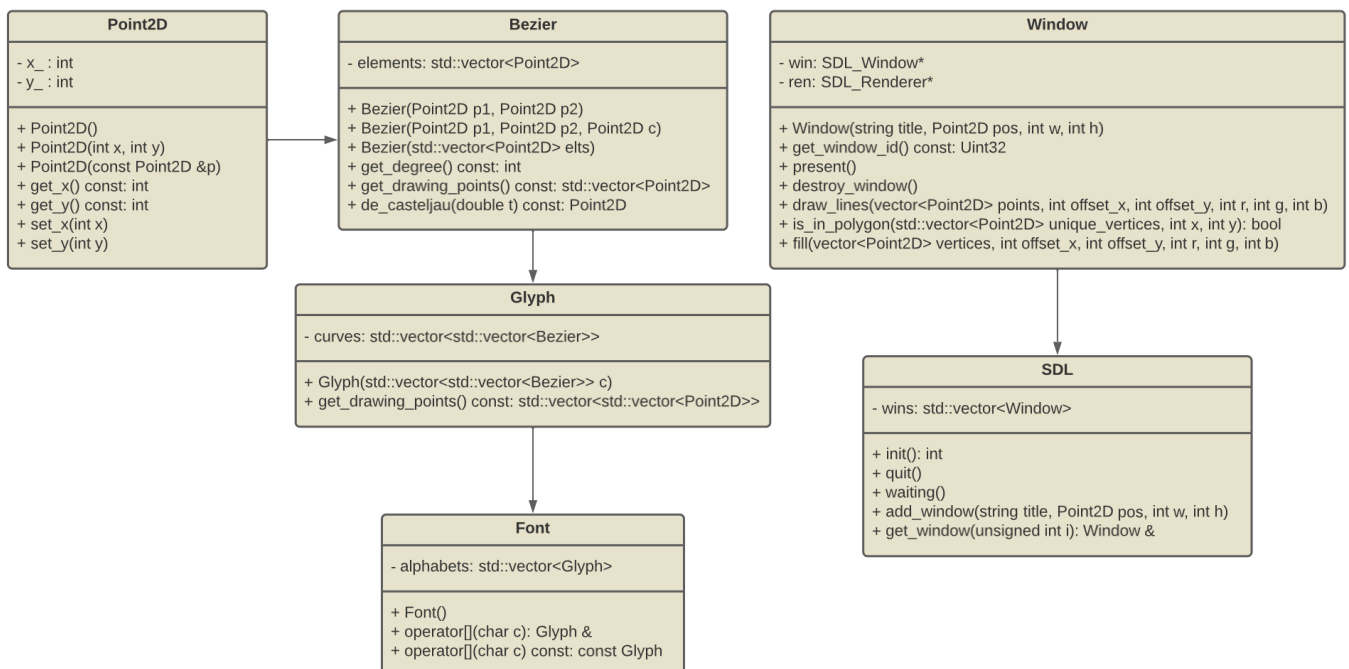 Point2D
- x_ : int
- y_ : int
+ Point2D()
+ Point2D(int x, int y)
+ Point2D(const Point2D &p)
+ get_x() const: int
+ get_y() const: int
+ set_x(int x)
+ set_y(int y)
Bezier
- elements: std::vector<Point2D>
+ Bezier(Point2D p1, Point2D p2)
+ Bezier(Point2D p1, Point2D p2, Point2D c)
+ Bezier(std::vector<Point2D> elts)
+ get_degree() const: int
+ get_drawing_points() const: std::vector<Point2D>
+ de_casteljau(double t) const: Point2D
Window
- win: SDL_Window*
- ren: SDL_Renderer*
+ Window(string title, Point2D pos, int w, int h)
+ get_window_id() const: Uint32
+ present()
+ destroy_window()
+ draw_lines(vector<Point2D> points, int offset_x, int offset_y, int r, int g, int b)
+ is_in_polygon(std::vector<Point2D> unique_vertices, int x, int y): bool
+ fill(vector<Point2D> vertices, int offset_x, int offset_y, int r, int g, int b)
Glyph
- curves: std::vector<std::vector<Bezier>>
+ Glyph(std::vector<std::vector<Bezier>> c)
+ get_drawing_points() const: std::vector<std::vector<Point2D>>
SDL
- wins: std::vector<Window>
+ init(): int
+ quit()
+ waiting()
+ add_window(string title, Point2D pos, int w, int h)
+ get_window(unsigned int i): Window &
Font
- alphabets: std::vector<Glyph>
+ Font()
+ operator[](char c): Glyph &
+ operator[](char c) const: const Glyph